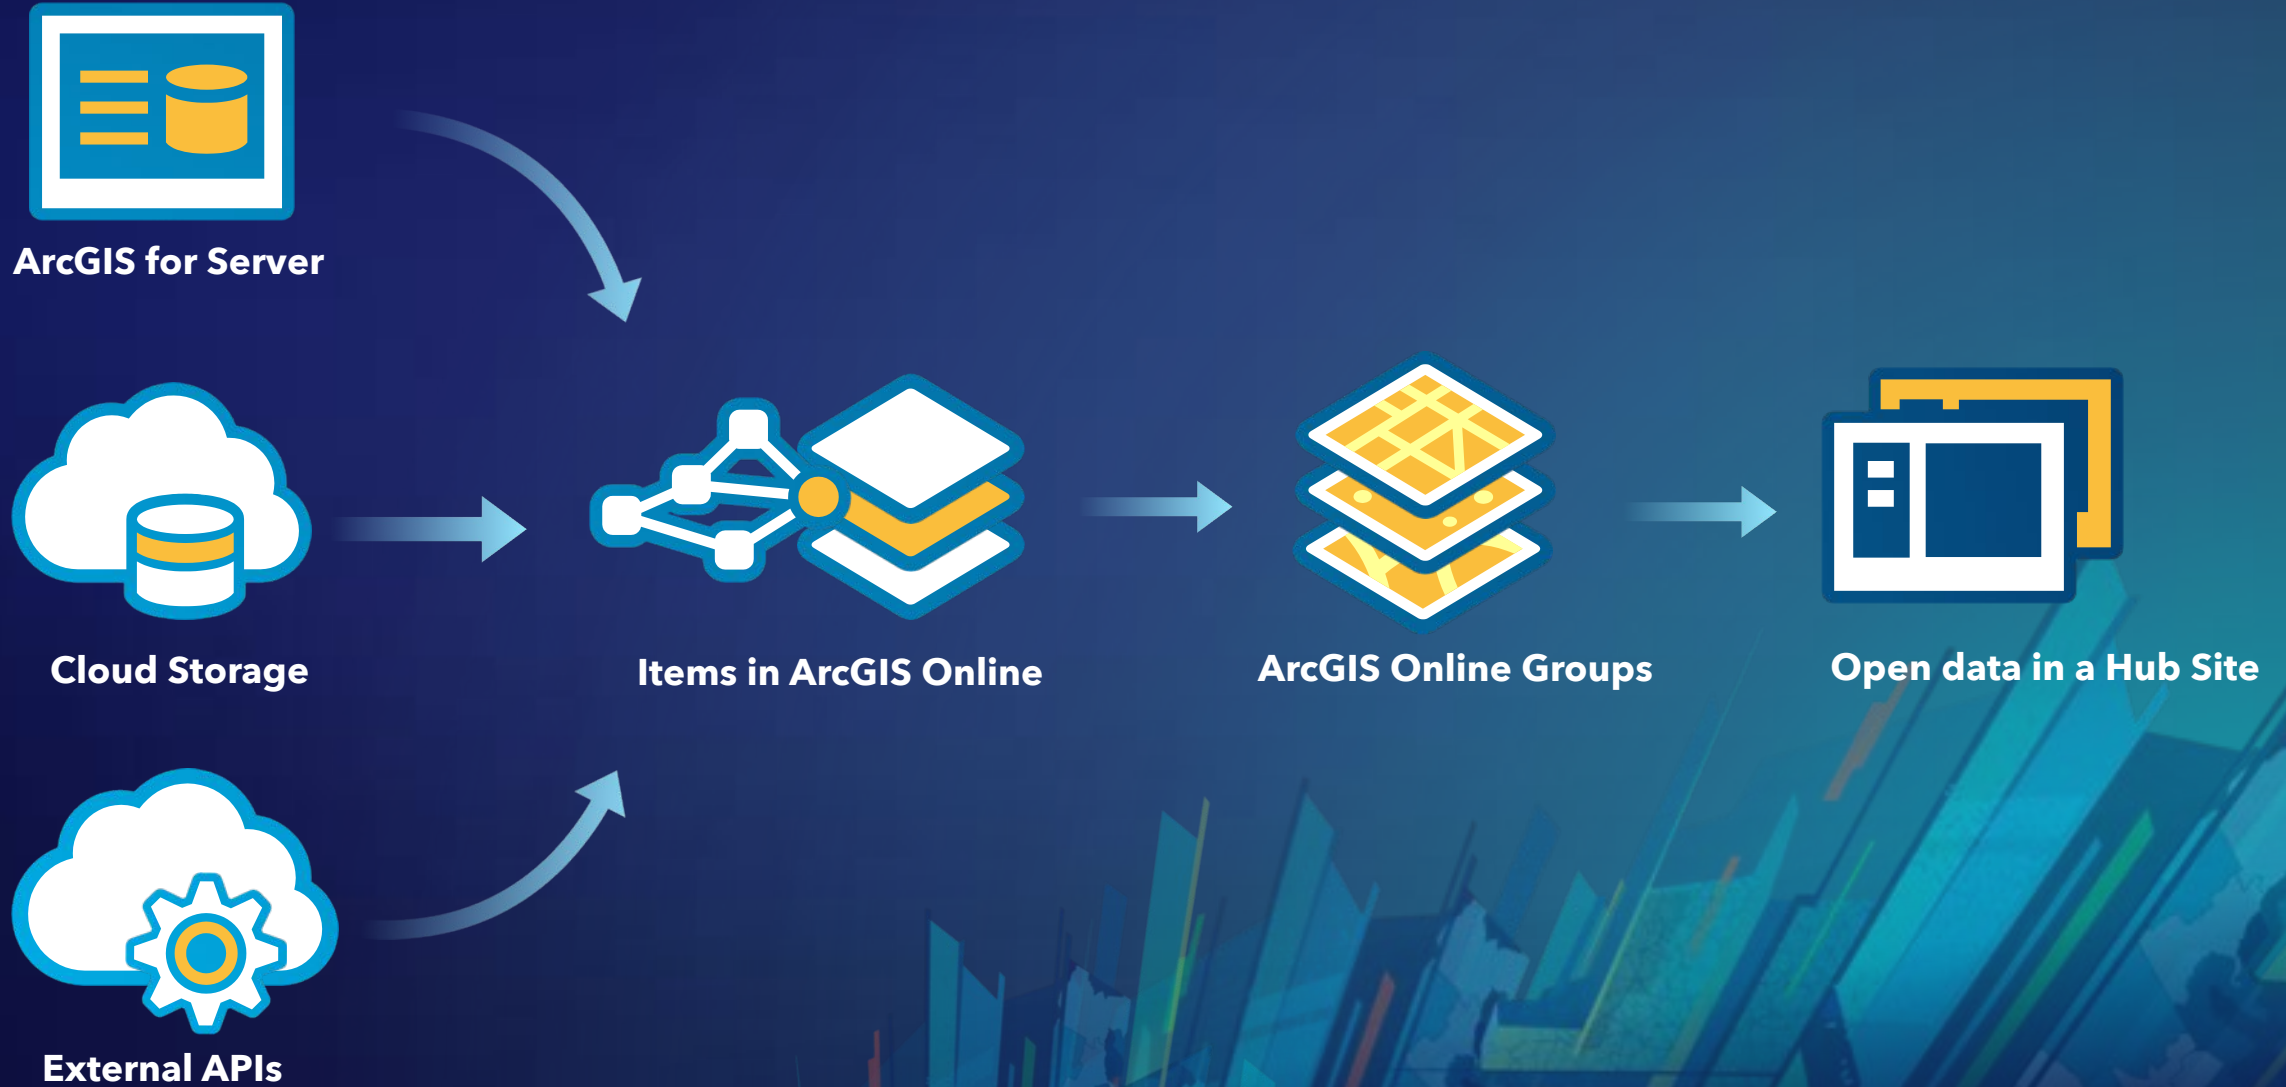 ArcGIS for Server
Cloud Storage
Items in ArcGIS Online
ArcGIS Online Groups
Open data in a Hub Site
External APIs